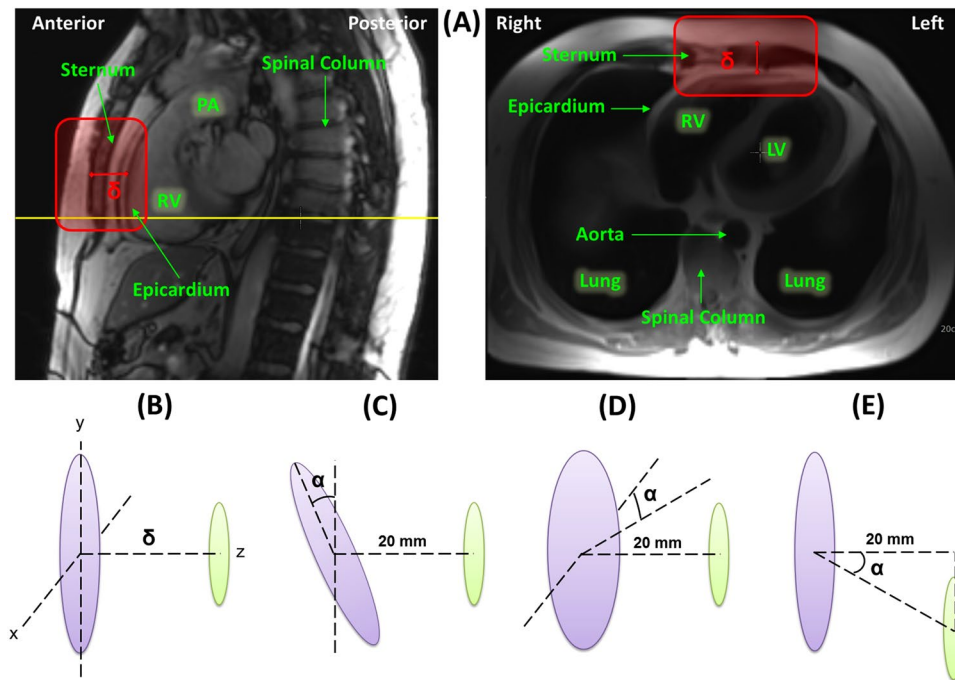 Anterior
Posterior
(A)
Right
Left
Sternum
Spinal Column
PA
δ
RV
Epicardium
Sternum
δ
Epicardium
RV
LV
Aorta
Lung
Lung
Spinal Column
(B)
(C)
(D)
(E)
y
δ
z
x
α
20 mm
α
20 mm
20 mm
α